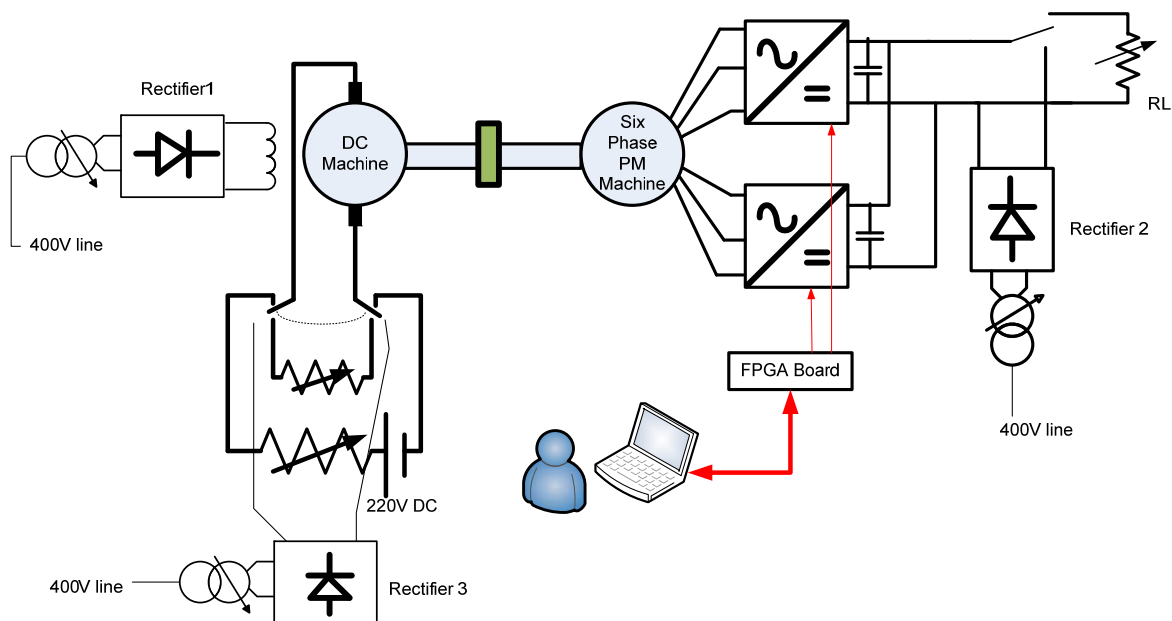 Rectifier1
400V line
DC
Machine
Six
Phase
PM
Machine
RL
Rectifier 2
400V line
FPGA Board
220V DC
400V line
Rectifier 3